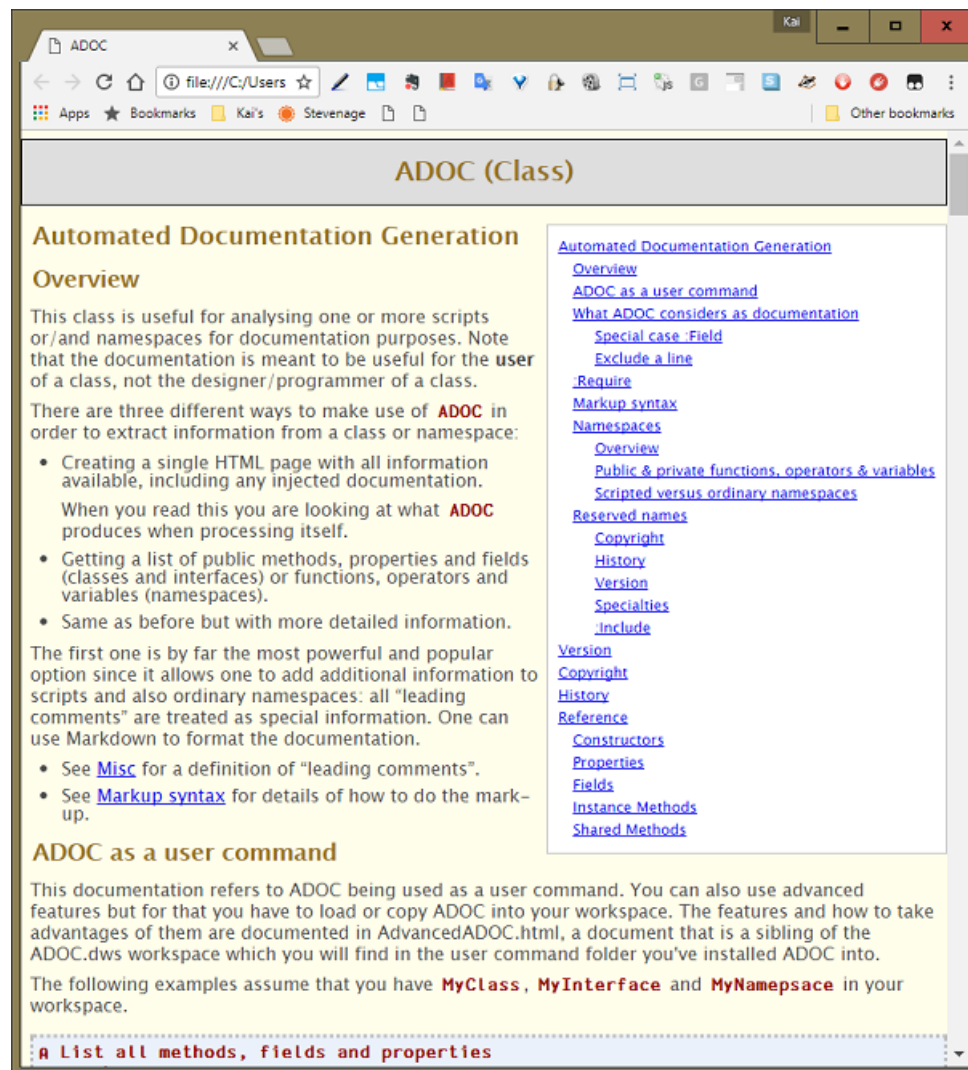 Kai
ADOC
file:///C:/Users
Apps Bookmarks Kai's Stevenage Other bookmarks
ADOC (Class)
Automated Documentation Generation
Overview
This class is useful for analysing one or more scripts
or/and namespaces for documentation purposes. Note
that the documentation is meant to be useful for the user
of a class, not the designer/programmer of a class.
There are three different ways to make use of ADOC in
order to extract information from a class or namespace:
• Creating a single HTML page with all information
available, including any injected documentation.
When you read this you are looking at what ADOC
produces when processing itself.
• Getting a list of public methods, properties and fields
(classes and interfaces) or functions, operators and
variables (namespaces).
• Same as before but with more detailed information.
The first one is by far the most powerful and popular
option since it allows one to add additional information to
scripts and also ordinary namespaces: all “leading
comments” are treated as special information. One can
use Markdown to format the documentation.
• See Misc for a definition of “leading comments”.
• See Markup syntax for details of how to do the mark-
up.
Automated Documentation Generation
Overview
ADOC as a user command
What ADOC considers as documentation
Special case :Field
Exclude a line
:Require
Markup syntax
Namespaces
Overview
Public & private functions, operators & variables
Scripted versus ordinary namespaces
Reserved names
Copyright
History
Version
Specialties
:Include
Version
Copyright
History
Reference
Constructors
Properties
Fields
Instance Methods
Shared Methods
ADOC as a user command
This documentation refers to ADOC being used as a user command. You can also use advanced
features but for that you have to load or copy ADOC into your workspace. The features and how to take
advantages of them are documented in AdvancedADOC.html, a document that is a sibling of the
ADOC.dws workspace which you will find in the user command folder you've installed ADOC into.
The following examples assume that you have MyClass, MyInterface and MyNamepsace in your
workspace.
⍝ List all methods, fields and properties